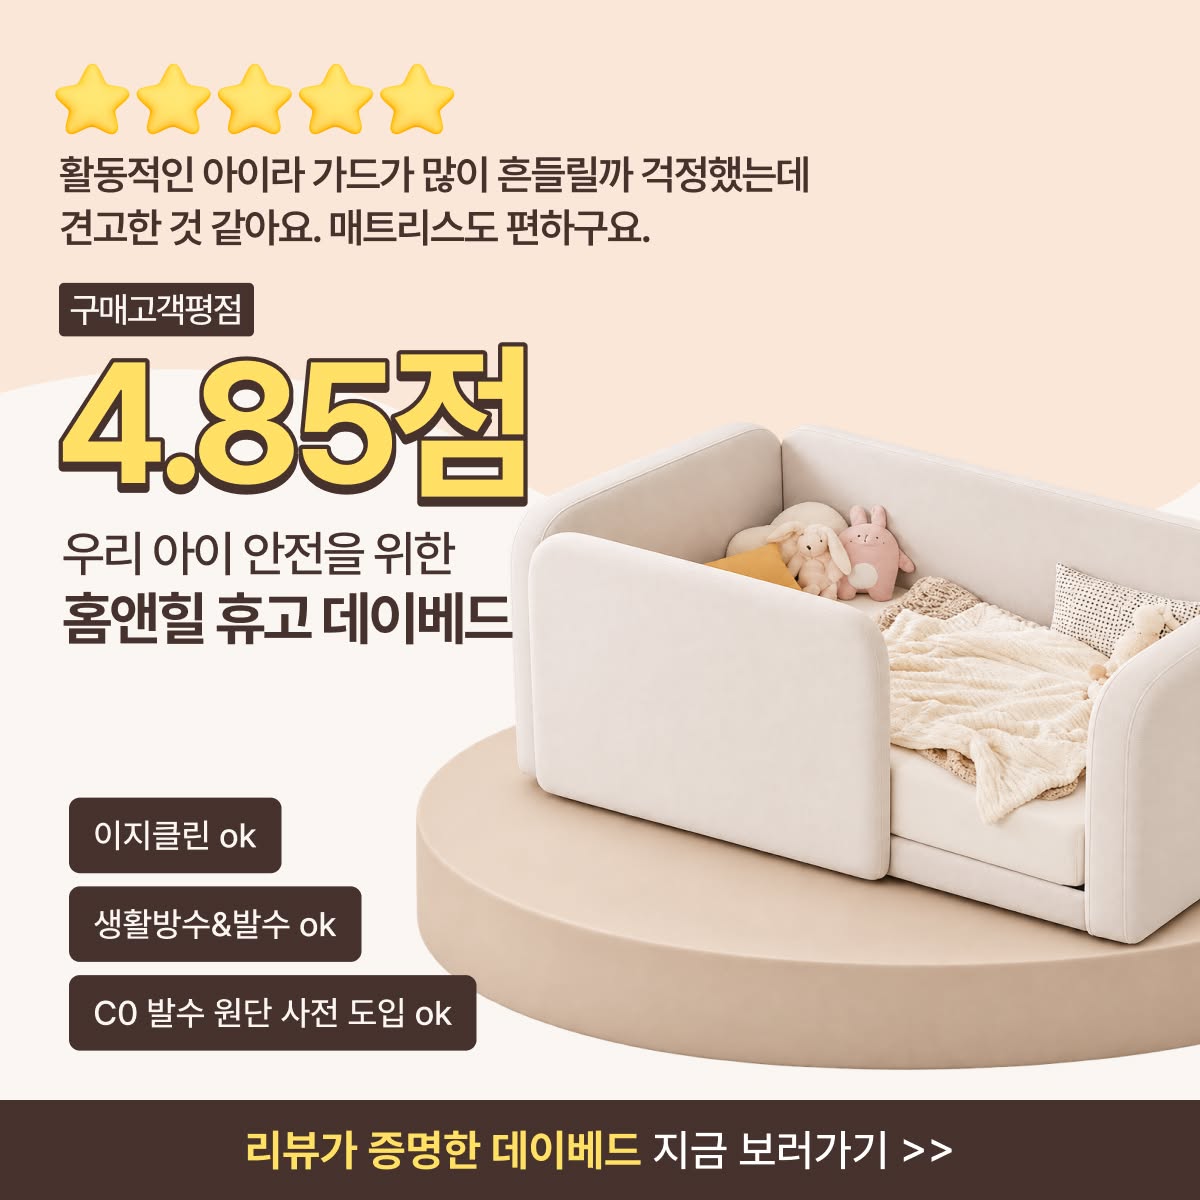 활동적인 아이라 가드가 많이 흔들릴까 걱정했는데
견고한 것 같아요. 매트리스도 편하구요.
구매고객평점
4.85점
우리 아이 안전을 위한
홈앤힐 휴고 데이베드
이지클린 ok
생활방수&발수 ok
C0 발수 원단 사전 도입 ok
리뷰가 증명한 데이베드 지금 보러가기 >>